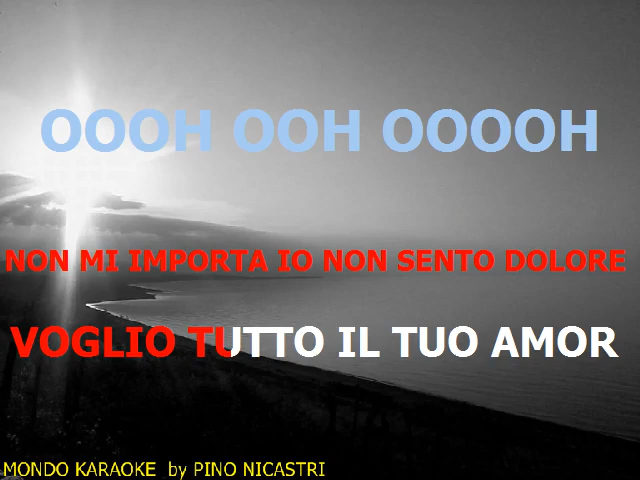 OOOH OOH OOOOH
NON MI IMPORTA IO NON SENTO DOLORE
VOGLIO TUTTO IL TUO AMOR
MONDO KARAOKE by PINO NICASTRI